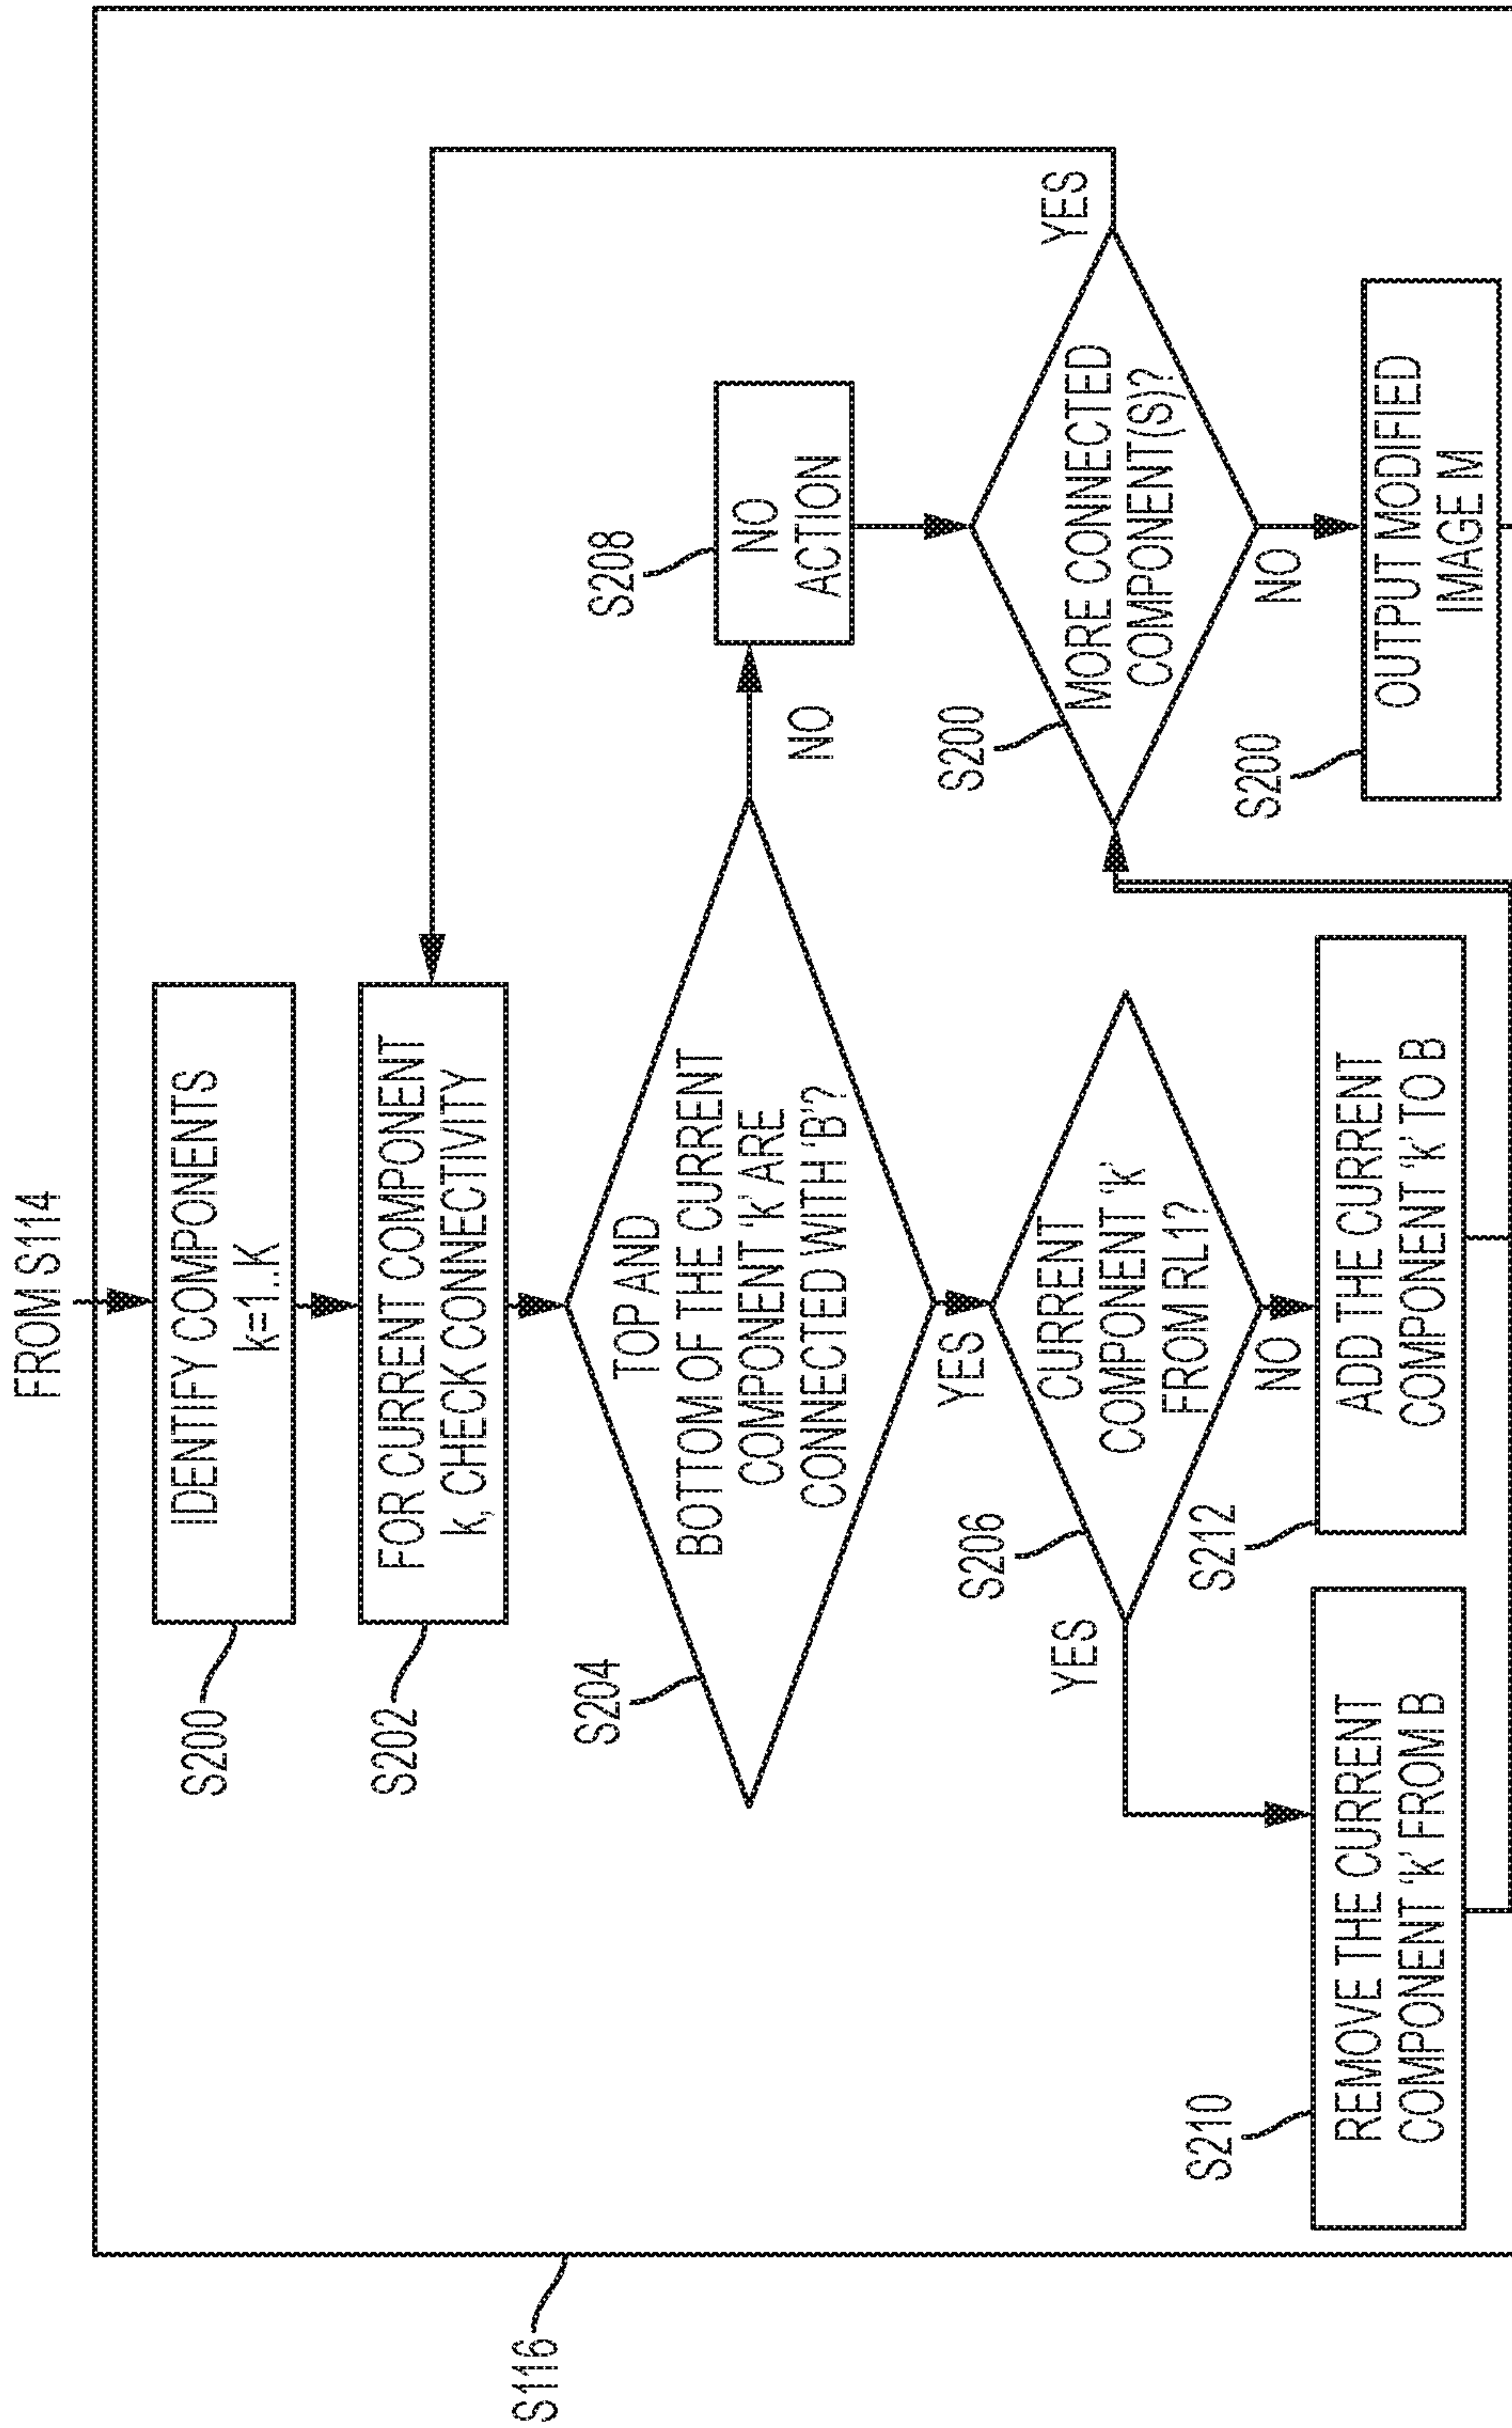 FROM S114
S116
S200
IDENTIFY COMPONENTS
k=1..K
S202
FOR CURRENT COMPONENT
k, CHECK CONNECTIVITY
S204
TOP AND
BOTTOM OF THE CURRENT
COMPONENT 'k' ARE
CONNECTED WITH 'B'?
NO
S208
NO
ACTION
YES
S206
CURRENT
COMPONENT 'k'
FROM RL1?
YES
NO
S210
REMOVE THE CURRENT
COMPONENT 'k' FROM B
S212
ADD THE CURRENT
COMPONENT 'k' TO B
S200
MORE CONNECTED
COMPONENT(S)?
YES
NO
S200
OUTPUT MODIFIED
IMAGE M